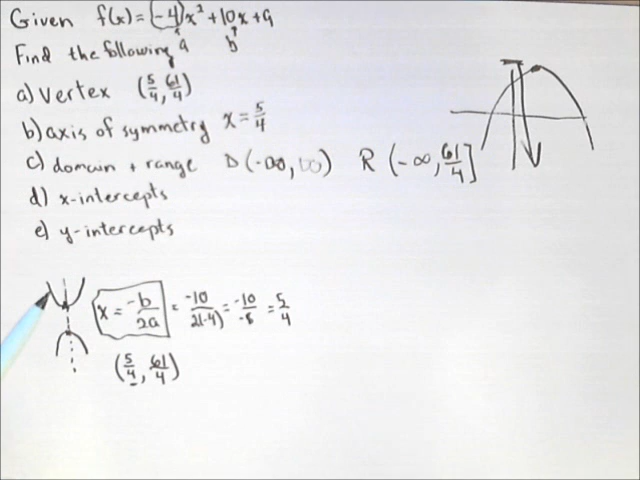 Given f(x) = (-4)x² + 10x + 9
a b
Find the following
a) Vertex (5/4, 61/4)
b) axis of symmetry x = 5/4
c) domain + range D (-∞, ∞) R (-∞, 61/4]
d) x-intercepts
e) y-intercepts
x = -b/2a = -10/2(-4) = -10/-8 = 5/4
(5/4, 61/4)